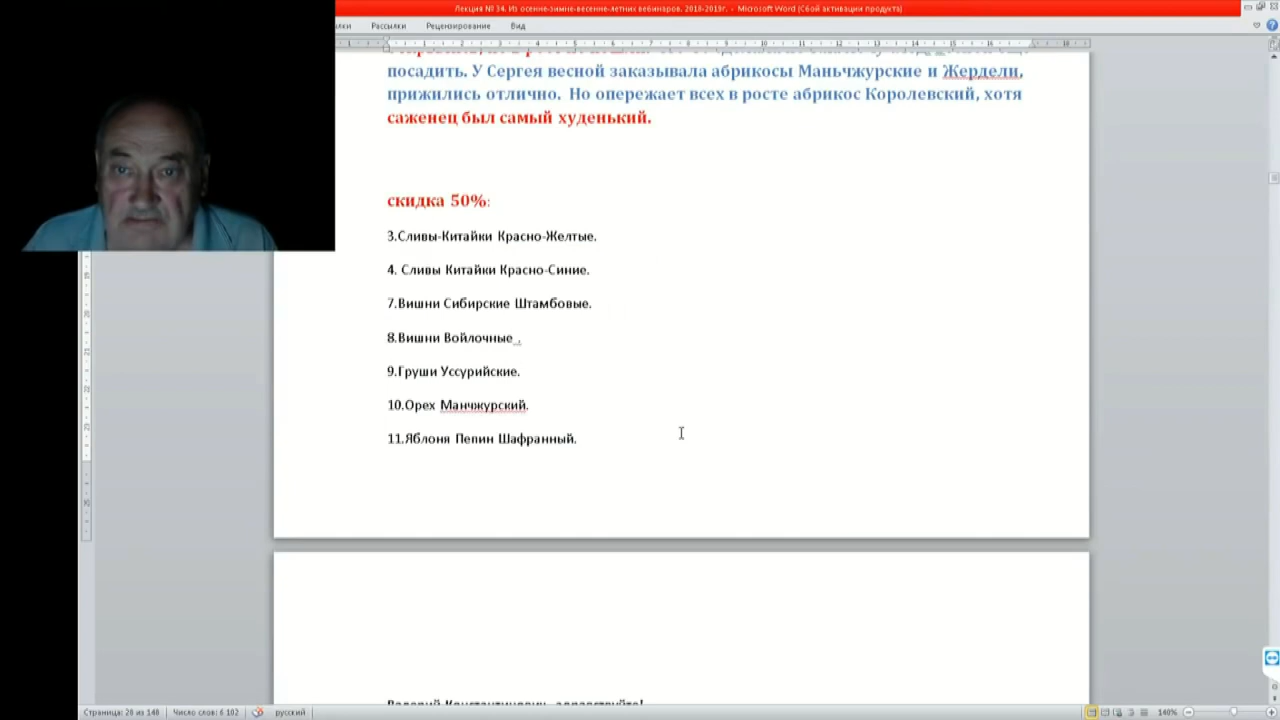 Лекция № 34. Из осенне-зимне-весенне-летних вебинаров. 2018-2019г. - Microsoft Word (Сбой активации продукта)
Рассылки Рецензирование Вид
посадить. У Сергея весной заказывала абрикосы Маньчжурские и Жердели,
прижились отлично. Но опережает всех в росте абрикос Королевский, хотя
саженец был самый худенький.
скидка 50%:
3.Сливы-Китайки Красно-Желтые.
4. Сливы Китайки Красно-Синие.
7.Вишни Сибирские Штамбовые.
8.Вишни Войлочные .
9.Груши Уссурийские.
10.Орех Манчжурский.
11.Яблоня Пепин Шафранный.
Валерий Константинович, здравствуйте!
Страница: 28 из 148 Число слов: 6 102 русский 140%